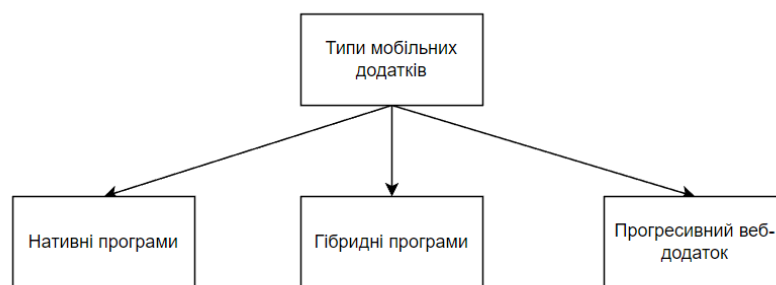 Типи мобільних
додатків
Нативні програми
Гібридні програми
Прогресивний веб-
додаток